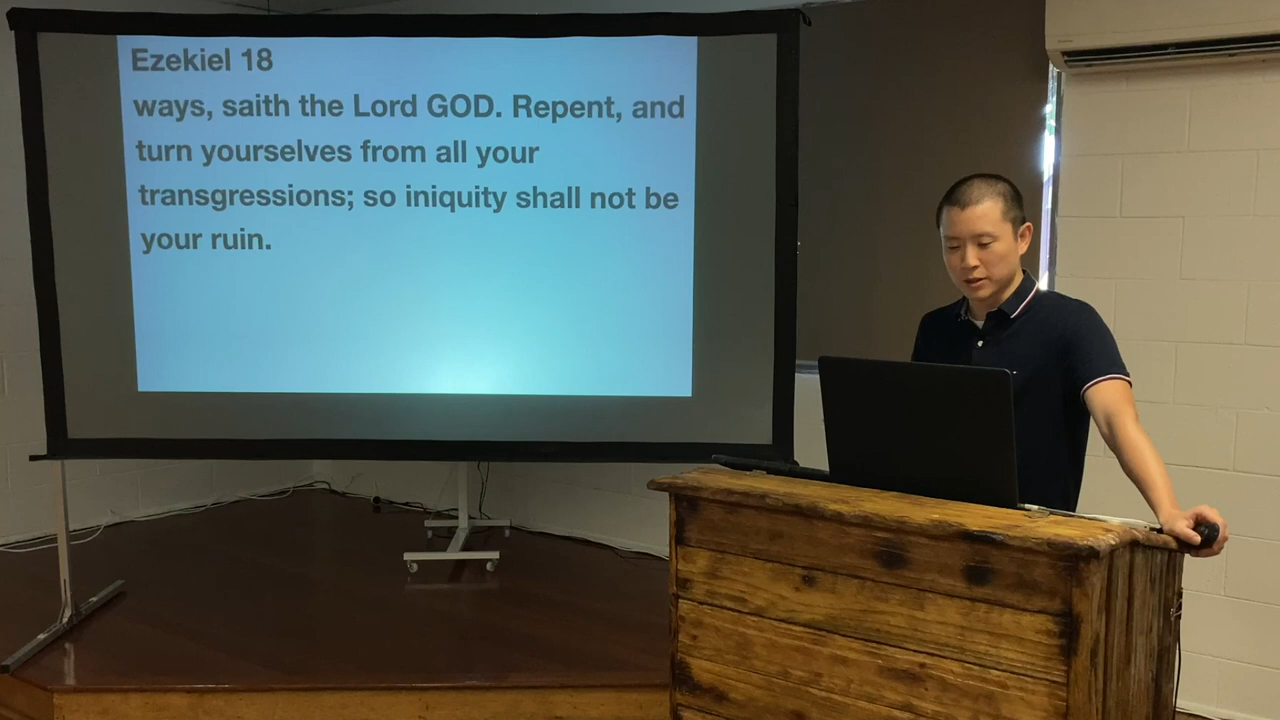 Ezekiel 18
ways, saith the Lord GOD. Repent, and
turn yourselves from all your
transgressions; so iniquity shall not be
your ruin.